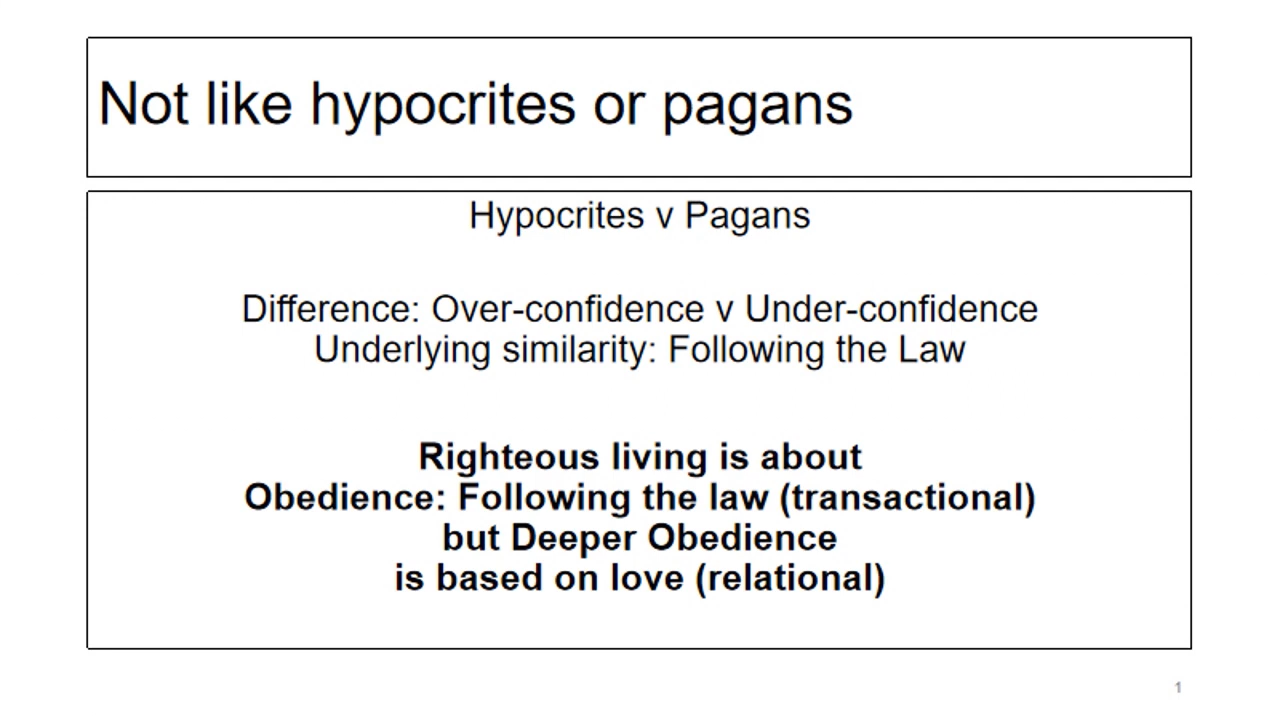 Not like hypocrites or pagans
Hypocrites v Pagans
Difference: Over-confidence v Under-confidence
Underlying similarity: Following the Law
Righteous living is about
Obedience: Following the law (transactional)
but Deeper Obedience
is based on love (relational)
1